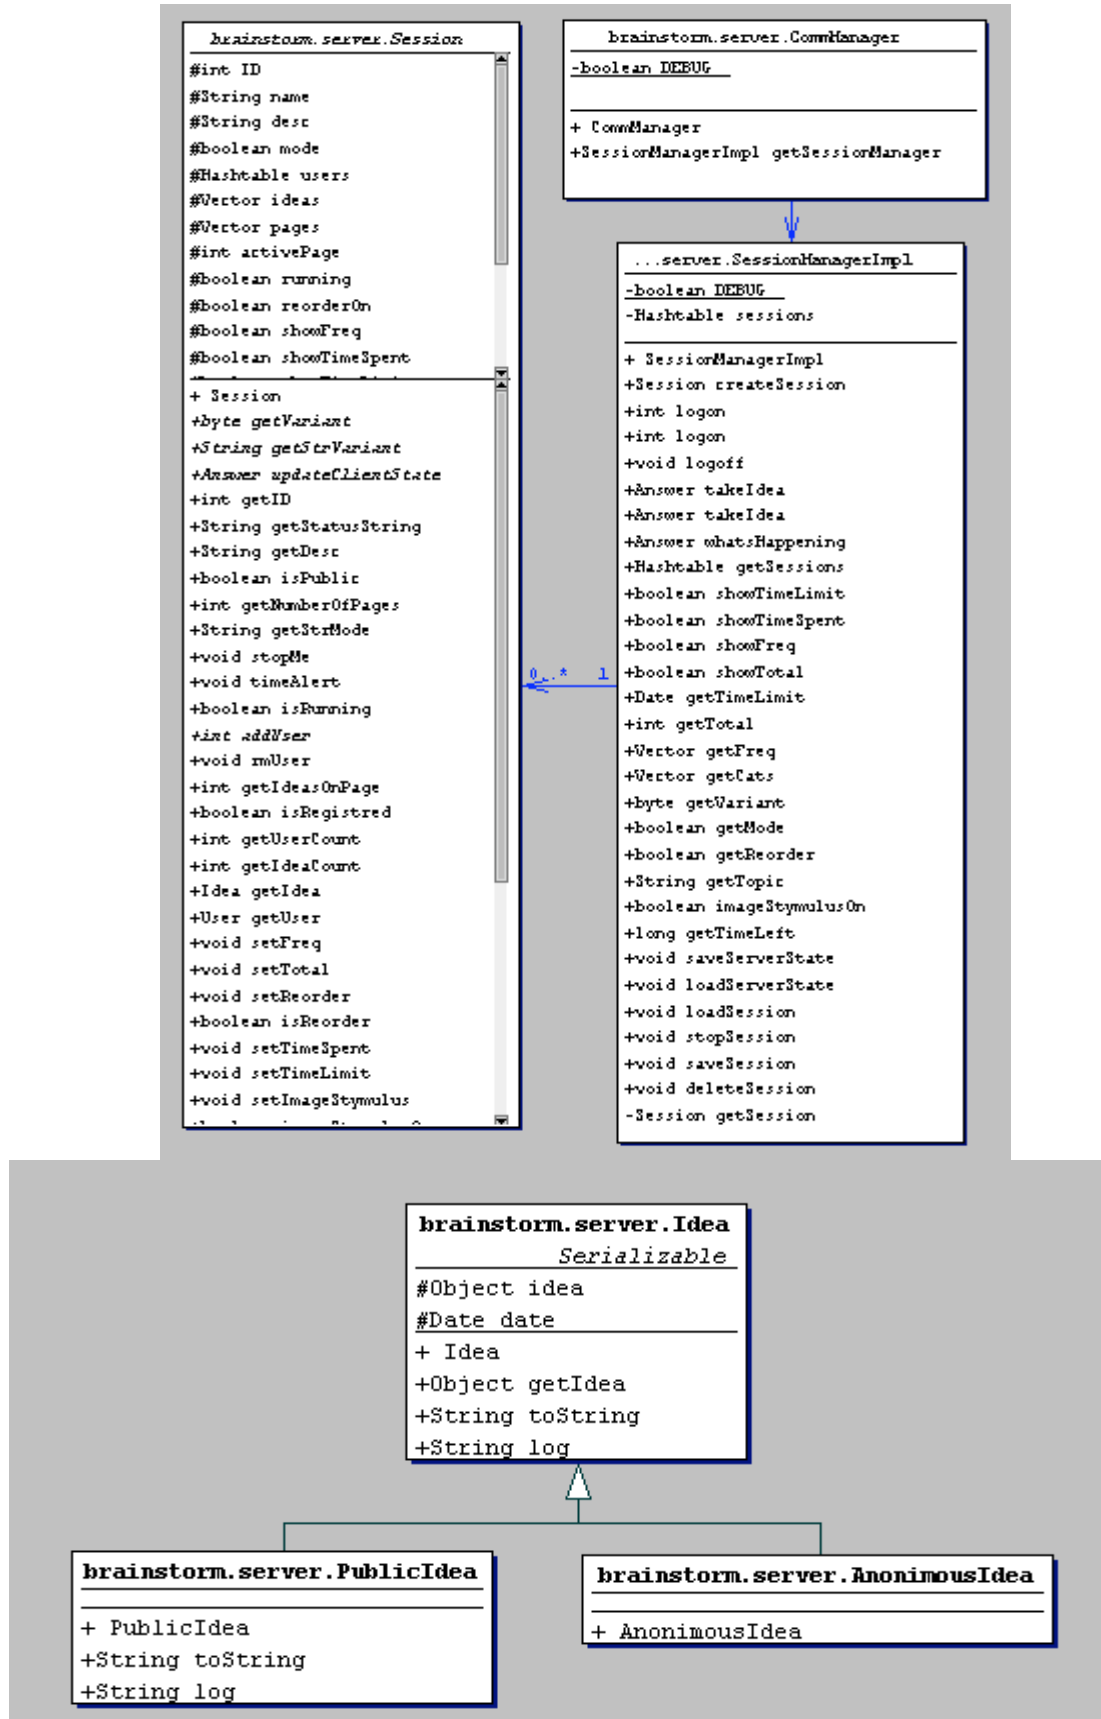 brainstorm.server.Session
#int ID
#String name
#String desc
#boolean mode
#Hashtable users
#Vector ideas
#Vector pages
#int activePage
#boolean running
#boolean reorderOn
#boolean showFreq
#boolean showTimeSpent
+ Session
+byte getVariant
+String getStrVariant
+Answer updateClientState
+int getID
+String getStatusString
+String getDesc
+boolean isPublic
+int getNumberOfPages
+String getStrMode
+void stopMe
+void timeAlert
+boolean isRunning
+int addUser
+void rmUser
+int getIdeasOnPage
+boolean isRegistred
+int getUserCount
+int getIdeaCount
+Idea getIdea
+User getUser
+void setFreq
+void setTotal
+void setReorder
+boolean isReorder
+void setTimeSpent
+void setTimeLimit
+void setImageStymulus
brainstorm.server.CommManager
-boolean DEBUG
+ CommManager
+SessionManagerImpl getSessionManager
0..* 1
...server.SessionManagerImpl
-boolean DEBUG
-Hashtable sessions
+ SessionManagerImpl
+Session createSession
+int logon
+int logon
+void logoff
+Answer takeIdea
+Answer takeIdea
+Answer whatsHappening
+Hashtable getSessions
+boolean showTimeLimit
+boolean showTimeSpent
+boolean showFreq
+boolean showTotal
+Date getTimeLimit
+int getTotal
+Vector getFreq
+Vector getCats
+byte getVariant
+boolean getMode
+boolean getReorder
+String getTopic
+boolean imageStymulusOn
+long getTimeLeft
+void saveServerState
+void loadServerState
+void loadSession
+void stopSession
+void saveSession
+void deleteSession
-Session getSession
brainstorm.server.Idea
Serializable
#Object idea
#Date date
+ Idea
+Object getIdea
+String toString
+String log
brainstorm.server.PublicIdea
+ PublicIdea
+String toString
+String log
brainstorm.server.AnonimousIdea
+ AnonimousIdea